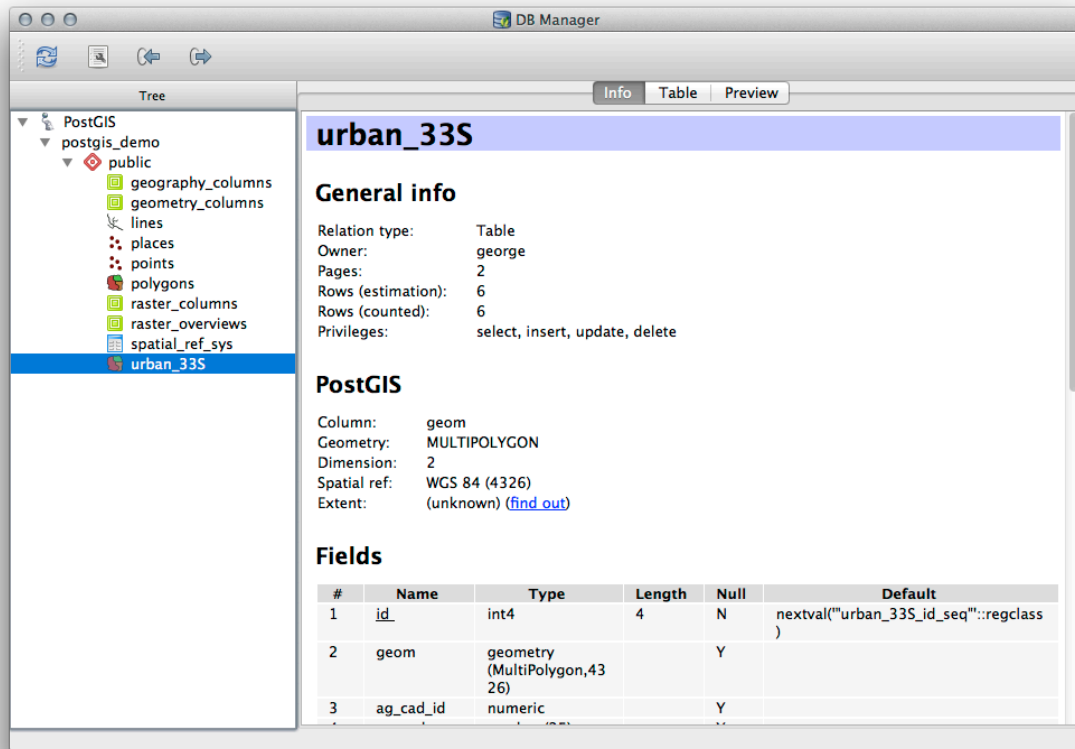 DB Manager
Tree
Info Table Preview
PostGIS
postgis_demo
public
geography_columns
geometry_columns
lines
places
points
polygons
raster_columns
raster_overviews
spatial_ref_sys
urban_33S
urban_33S
General info
Relation type: Table
Owner: george
Pages: 2
Rows (estimation): 6
Rows (counted): 6
Privileges: select, insert, update, delete
PostGIS
Column: geom
Geometry: MULTIPOLYGON
Dimension: 2
Spatial ref: WGS 84 (4326)
Extent: (unknown) (find out)
Fields
# Name Type Length Null Default
1 id int4 4 N nextval('"urban_33S_id_seq"'::regclass
)
2 geom geometry Y
(MultiPolygon,43
26)
3 ag_cad_id numeric Y